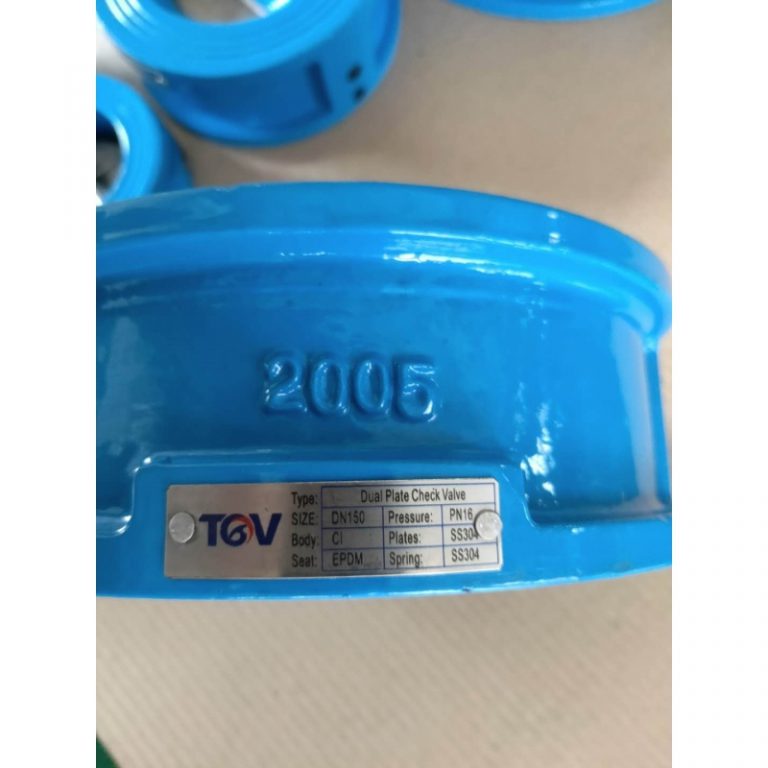 2005
TGV
Type: Dual Plate Check Valve
SIZE: DN150 Pressure: PN16
Body: CI Plates: SS304
Seat: EPDM Spring: SS304